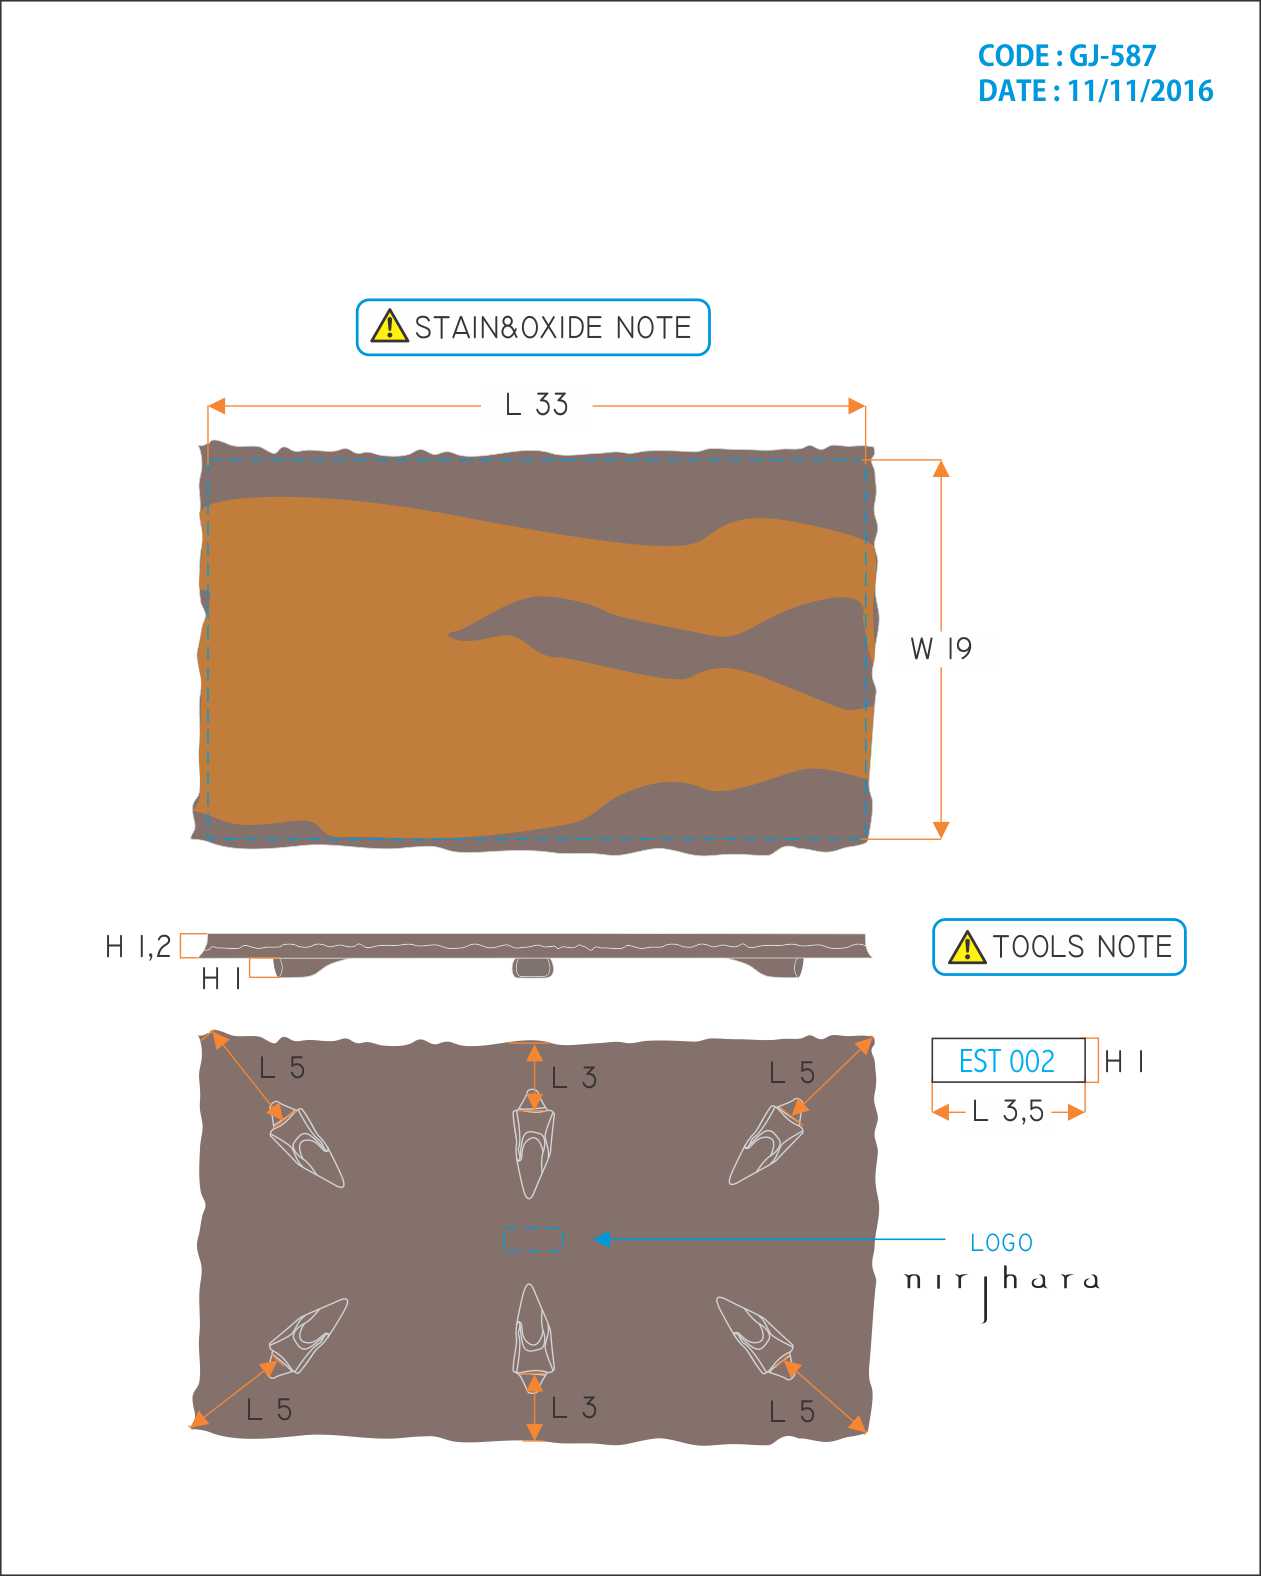 CODE : GJ-587
DATE : 11/11/2016
STAIN&OXIDE NOTE
L 33
W 19
H 1,2
H 1
TOOLS NOTE
L 5
L 3
L 5
EST 002
H 1
L 3,5
LOGO
nirjhara
L 5
L 3
L 5